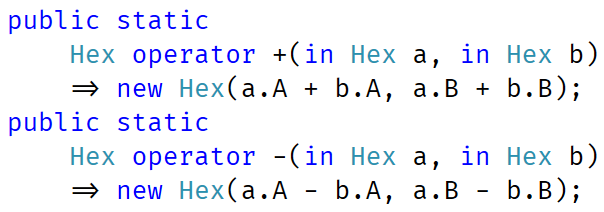 public static
    Hex operator +(in Hex a, in Hex b)
    => new Hex(a.A + b.A, a.B + b.B);
public static
    Hex operator -(in Hex a, in Hex b)
    => new Hex(a.A - b.A, a.B - b.B);